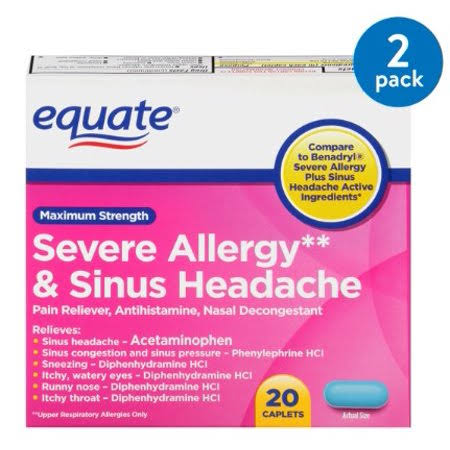 2
pack
equate®
Compare
to Benadryl®
Severe Allergy
Plus Sinus
Headache Active
Ingredients*
Maximum Strength
Severe Allergy**
& Sinus Headache
Pain Reliever, Antihistamine, Nasal Decongestant
Relieves:
• Sinus headache – Acetaminophen
• Sinus congestion and sinus pressure – Phenylephrine HCl
• Sneezing – Diphenhydramine HCl
• Itchy, watery eyes – Diphenhydramine HCl
• Runny nose – Diphenhydramine HCl
• Itchy throat – Diphenhydramine HCl
**Upper Respiratory Allergies Only
20
CAPLETS
Actual Size